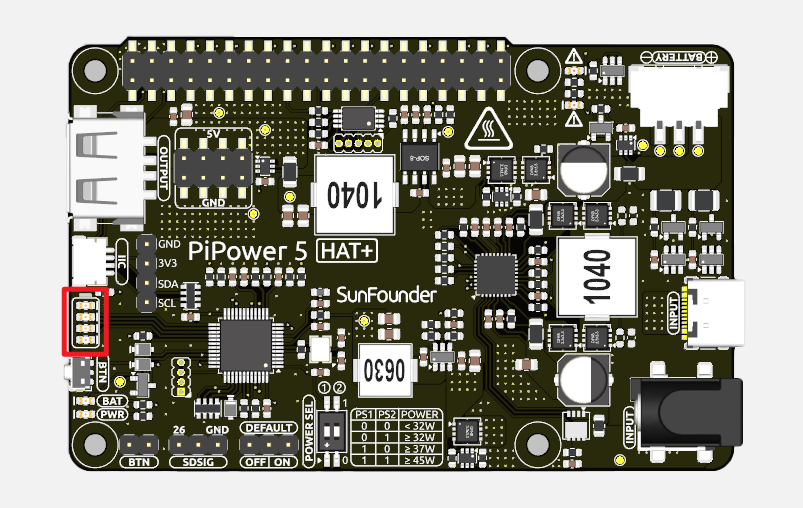 BATTERY
5V
OUTPUT
GND
SOP-8
1040
GND
3V3
SDA
SCL
IIC
PiPower 5 HAT+
SunFounder
1040
INPUT
0630
BTN
BAT
PWR
POWER SEL
1 2
1
0
PS1 PS2 POWER
0 0 < 32W
0 1 ≥ 32W
1 0 ≥ 37W
1 1 ≥ 45W
INPUT
26 GND
DEFAULT
BTN
SDSIG
OFF ON